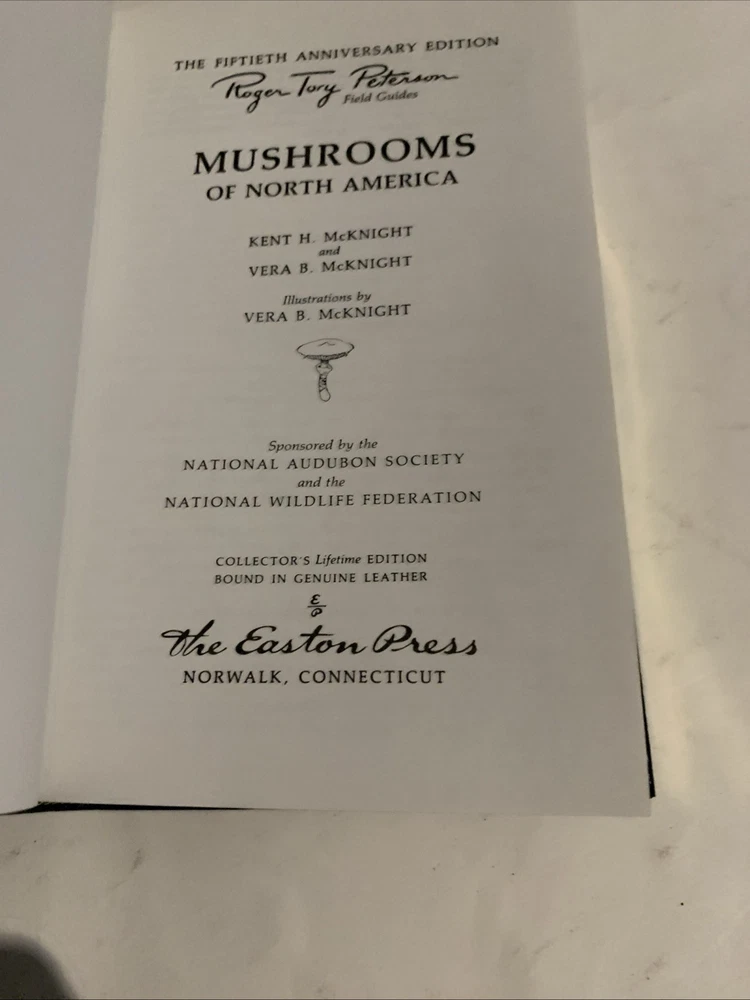 THE FIFTIETH ANNIVERSARY EDITION
Roger Tory Peterson
Field Guides
MUSHROOMS
OF NORTH AMERICA
KENT H. McKNIGHT
and
VERA B. McKNIGHT
Illustrations by
VERA B. McKNIGHT
Sponsored by the
NATIONAL AUDUBON SOCIETY
and the
NATIONAL WILDLIFE FEDERATION
COLLECTOR'S Lifetime EDITION
BOUND IN GENUINE LEATHER
E
P
The Easton Press
NORWALK, CONNECTICUT